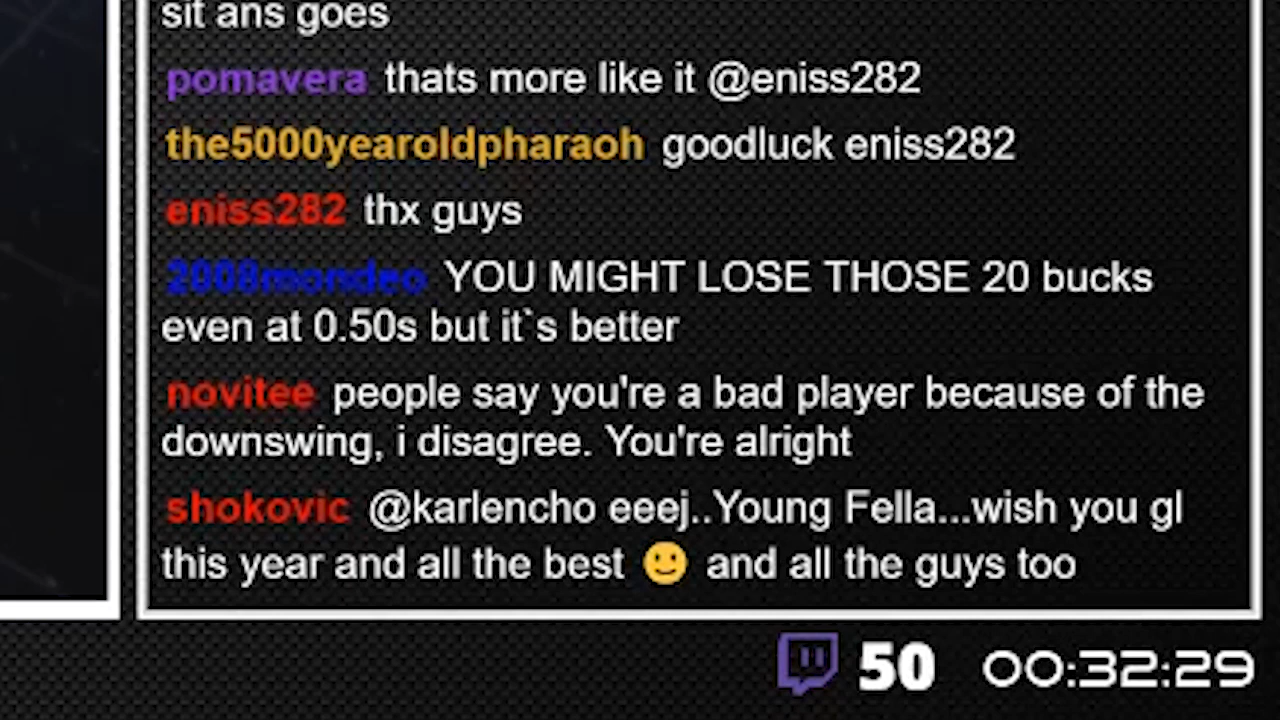 sit ans goes
pomavera thats more like it @eniss282
the5000yearoldpharaoh goodluck eniss282
eniss282 thx guys
2008mondeo YOU MIGHT LOSE THOSE 20 bucks
even at 0.50s but it`s better
novitee people say you're a bad player because of the
downswing, i disagree. You're alright
shokovic @karlencho eeej..Young Fella...wish you gl
this year and all the best 🙂 and all the guys too
50 00:32:29